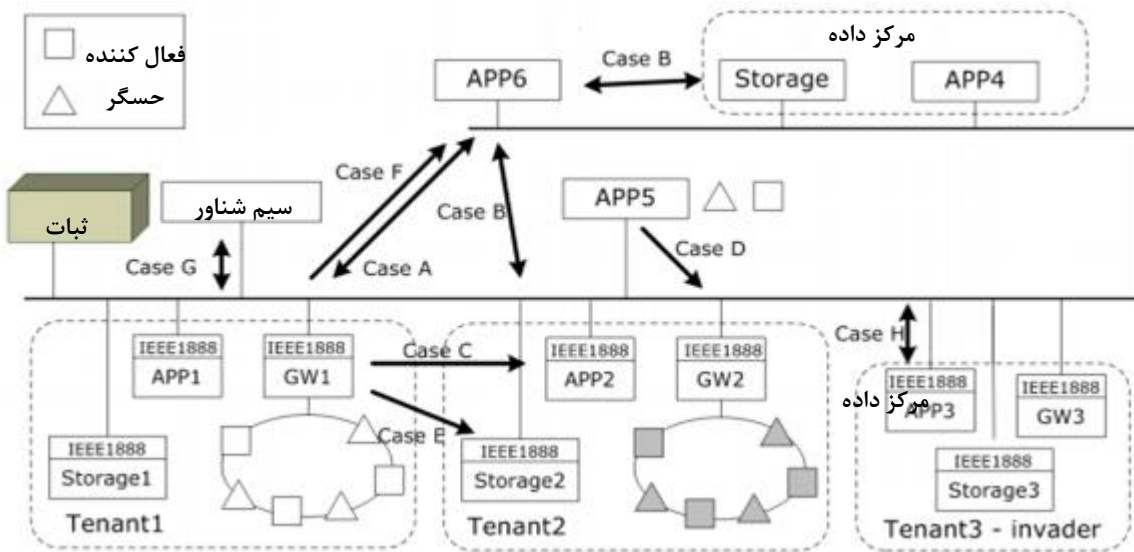 فعال کننده
حسگر
مرکز داده
APP6
Case B
Storage
APP4
ثبات
سیم شناور
Case F
Case B
APP5
Case G
Case A
Case D
IEEE1888
APP1
IEEE1888
GW1
Case C
IEEE1888
APP2
IEEE1888
GW2
Case H
IEEE1888
مرکز داده
APP3
IEEE1888
GW3
Case E
IEEE1888
Storage1
IEEE1888
Storage2
IEEE1888
Storage3
Tenant1
Tenant2
Tenant3 - invader